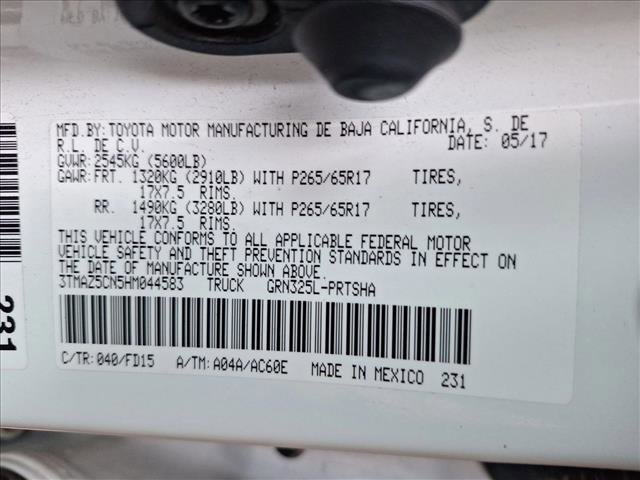 MFD.BY:TOYOTA MOTOR MANUFACTURING DE BAJA CALIFORNIA, S. DE
R.L. DE C.V. DATE: 05/17
GVWR:2545KG (5600LB)
GAWR:FRT. 1320KG (2910LB) WITH P265/65R17 TIRES,
17X7.5 RIMS.
RR. 1490KG (3280LB) WITH P265/65R17 TIRES,
17X7.5 RIMS.
THIS VEHICLE CONFORMS TO ALL APPLICABLE FEDERAL MOTOR
VEHICLE SAFETY AND THEFT PREVENTION STANDARDS IN EFFECT ON
THE DATE OF MANUFACTURE SHOWN ABOVE.
3TMAZ5CN5HM044583 TRUCK GRN325L-PRTSHA
C/TR:040/FD15 A/TM:A04A/AC60E MADE IN MEXICO 231
231